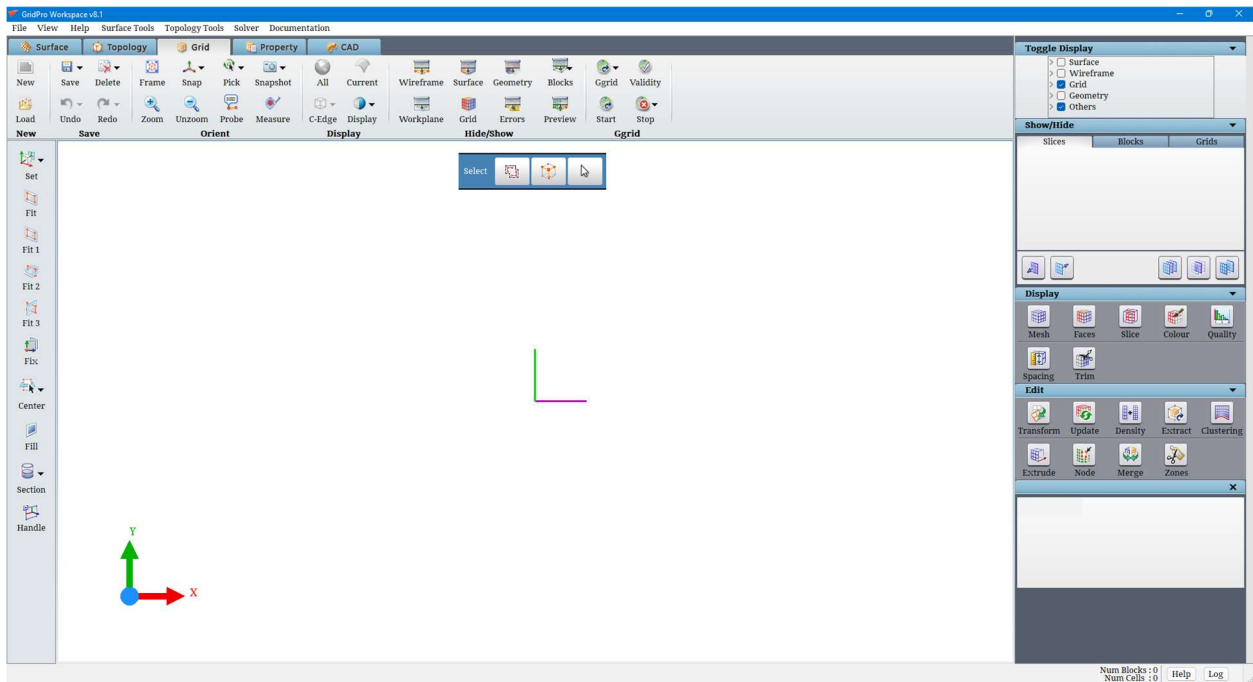 GridPro Workspace v8.1
File View Help Surface Tools Topology Tools Solver Documentation
Surface Topology Grid Property CAD
New Save Delete Frame Snap Pick Snapshot All Current Wireframe Surface Geometry Blocks Ggrid Validity
Load Undo Redo Zoom Unzoom Probe Measure C-Edge Display Workplane Grid Errors Preview Start Stop
New Save Orient Display Hide/Show Ggrid
Set
Fit
Fit 1
Fit 2
Fit 3
Fix
Center
Fill
Section
Handle
Select
Y
X
Toggle Display
Surface
Wireframe
Grid
Geometry
Others
Show/Hide
Slices Blocks Grids
Display
Mesh Faces Slice Colour Quality
Spacing Trim
Edit
Transform Update Density Extract Clustering
Extrude Node Merge Zones
Num Blocks : 0
Num Cells : 0
Help Log